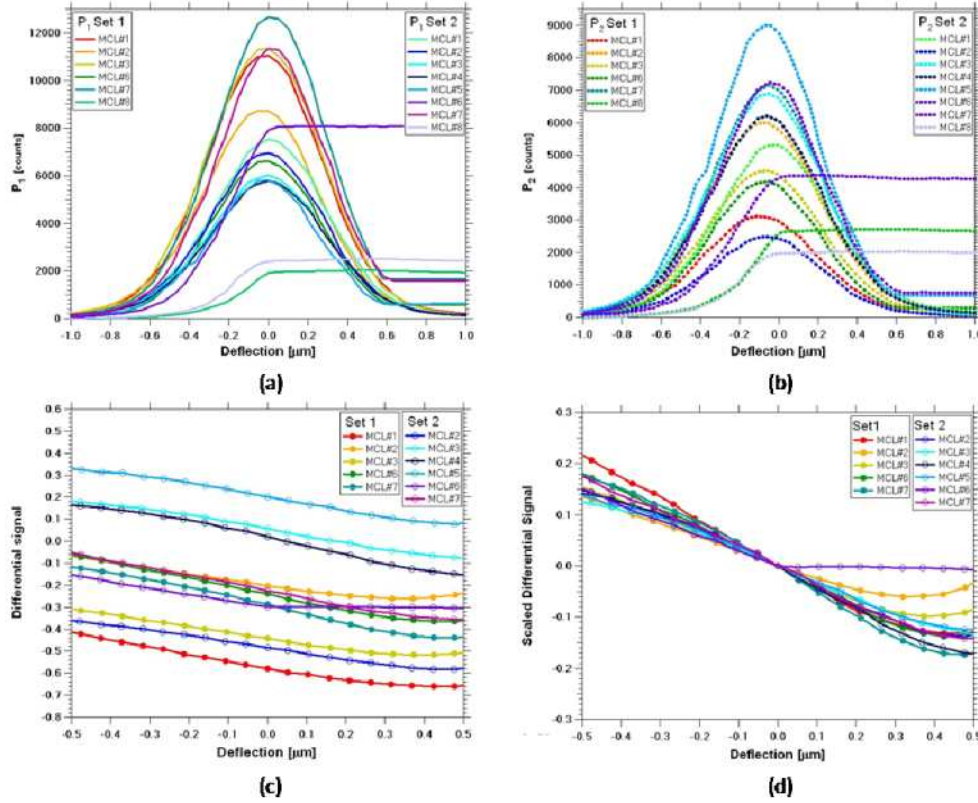 P1 Set 1
MCL#1
MCL#2
MCL#3
MCL#6
MCL#7
MCL#8
P1 Set 2
MCL#1
MCL#2
MCL#3
MCL#4
MCL#5
MCL#6
MCL#7
MCL#8
12000
10000
8000
6000
4000
2000
0
P1 [counts]
-1.0 -0.8 -0.6 -0.4 -0.2 0.0 0.2 0.4 0.6 0.8 1.0
Deflection [μm]
(a)
P2 Set 1
MCL#1
MCL#2
MCL#3
MCL#6
MCL#7
MCL#8
P2 Set 2
MCL#1
MCL#2
MCL#3
MCL#4
MCL#5
MCL#6
MCL#7
MCL#8
9000
8000
7000
6000
5000
4000
3000
2000
1000
0
P2 [counts]
-1.0 -0.8 -0.6 -0.4 -0.2 0.0 0.2 0.4 0.6 0.8 1.0
Deflection [μm]
(b)
Set 1
MCL#1
MCL#2
MCL#3
MCL#6
MCL#7
Set 2
MCL#2
MCL#3
MCL#4
MCL#5
MCL#6
MCL#7
0.6
0.5
0.4
0.3
0.2
0.1
0.0
-0.1
-0.2
-0.3
-0.4
-0.5
-0.6
-0.7
-0.8
Differential signal
-0.5 -0.4 -0.3 -0.2 -0.1 0.0 0.1 0.2 0.3 0.4 0.5
Deflection [μm]
(c)
Set1
MCL#1
MCL#2
MCL#3
MCL#6
MCL#7
Set 2
MCL#2
MCL#3
MCL#4
MCL#5
MCL#6
MCL#7
0.3
0.2
0.1
0.0
-0.1
-0.2
-0.3
Scaled Differential Signal
-0.5 -0.4 -0.3 -0.2 -0.1 0.0 0.1 0.2 0.3 0.4 0.5
Deflection [μm]
(d)